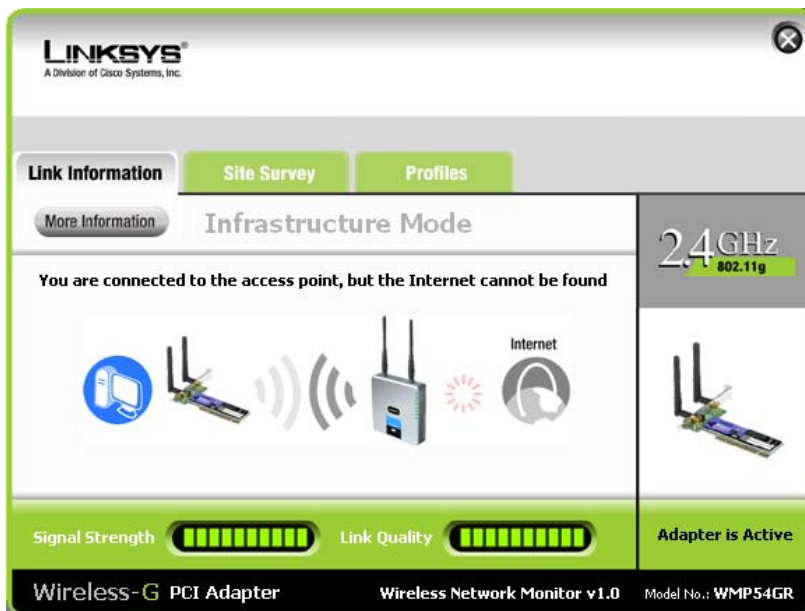 LINKSYS®
A Division of Cisco Systems, Inc.
Link Information
Site Survey
Profiles
More Information
Infrastructure Mode
2.4 GHz
802.11g
You are connected to the access point, but the Internet cannot be found
Internet
Signal Strength
Link Quality
Adapter is Active
Wireless-G PCI Adapter
Wireless Network Monitor v1.0
Model No.: WMP54GR